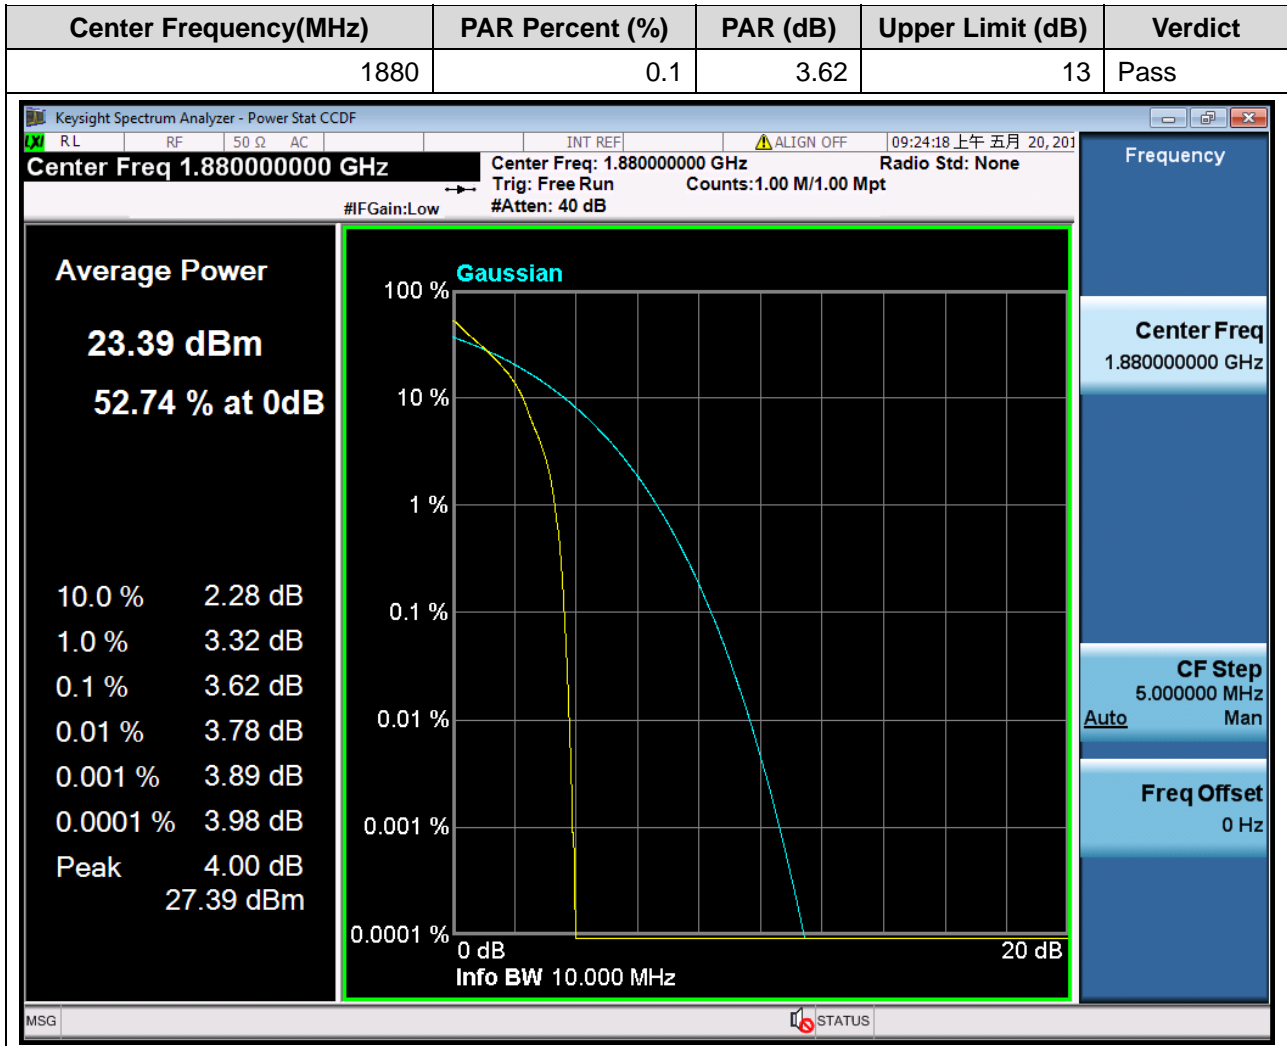 Center Frequency(MHz) PAR Percent (%) PAR (dB) Upper Limit (dB) Verdict
1880 0.1 3.62 13 Pass
Keysight Spectrum Analyzer - Power Stat CCDF
LXI RL RF 50 Ω AC INT REF ALIGN OFF 09:24:18 上午 五月 20, 201
Center Freq 1.880000000 GHz
Center Freq: 1.880000000 GHz Radio Std: None
Trig: Free Run Counts:1.00 M/1.00 Mpt
#IFGain:Low #Atten: 40 dB
Average Power
23.39 dBm
52.74 % at 0dB
10.0 % 2.28 dB
1.0 % 3.32 dB
0.1 % 3.62 dB
0.01 % 3.78 dB
0.001 % 3.89 dB
0.0001 % 3.98 dB
Peak 4.00 dB
27.39 dBm
Gaussian
100 %
10 %
1 %
0.1 %
0.01 %
0.001 %
0.0001 %
0 dB 20 dB
Info BW 10.000 MHz
Frequency
Center Freq
1.880000000 GHz
CF Step
5.000000 MHz
Auto Man
Freq Offset
0 Hz
MSG STATUS